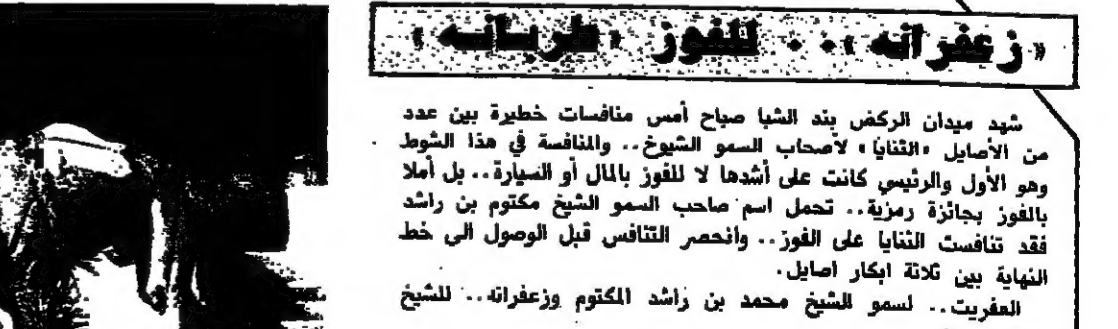 « زعفرانه » . . للفوز « طربانه »
شهد ميدان الركض بند الشبا صباح أمس منافسات خطيرة بين عدد
من الأصايل «الثنايا» لأصحاب السمو الشيوخ.. والمنافسة في هذا الشوط
وهو الأول والرئيسي كانت على أشدها لا للفوز بالمال أو السيارة.. بل أملا
بالفوز بجائزة رمزية.. تحمل اسم صاحب السمو الشيخ مكتوم بن راشد
فقد تنافست الثنايا على الفوز.. وانحصر التنافس قبل الوصول الى خط
النهاية بين ثلاثة ابكار اصايل.
العفريت.. لسمو الشيخ محمد بن راشد المكتوم وزعفرانه.. للشيخ